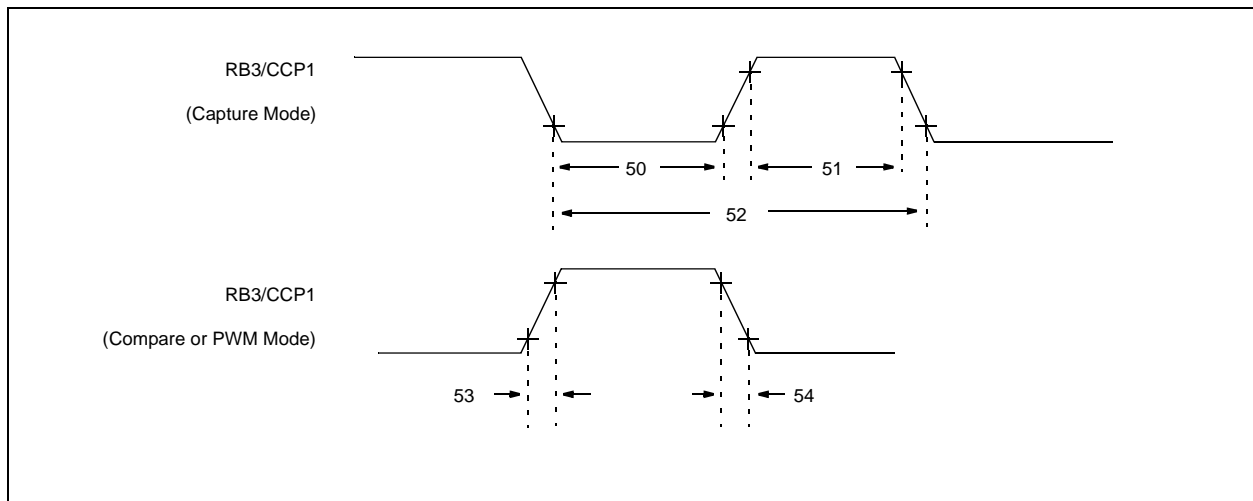 RB3/CCP1
(Capture Mode)
50
51
52
RB3/CCP1
(Compare or PWM Mode)
53
54